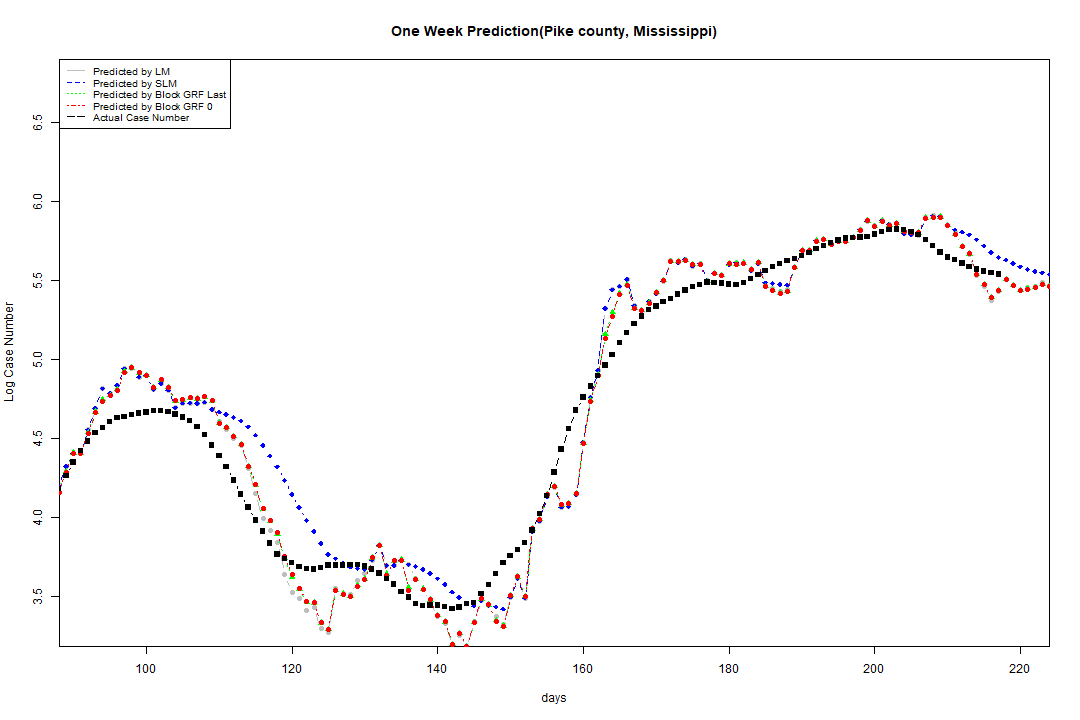 One Week Prediction(Pike county, Mississippi)
Predicted by LM
Predicted by SLM
Predicted by Block GRF Last
Predicted by Block GRF 0
Actual Case Number
6.5
6.0
5.5
5.0
4.5
4.0
3.5
Log Case Number
100 120 140 160 180 200 220
days